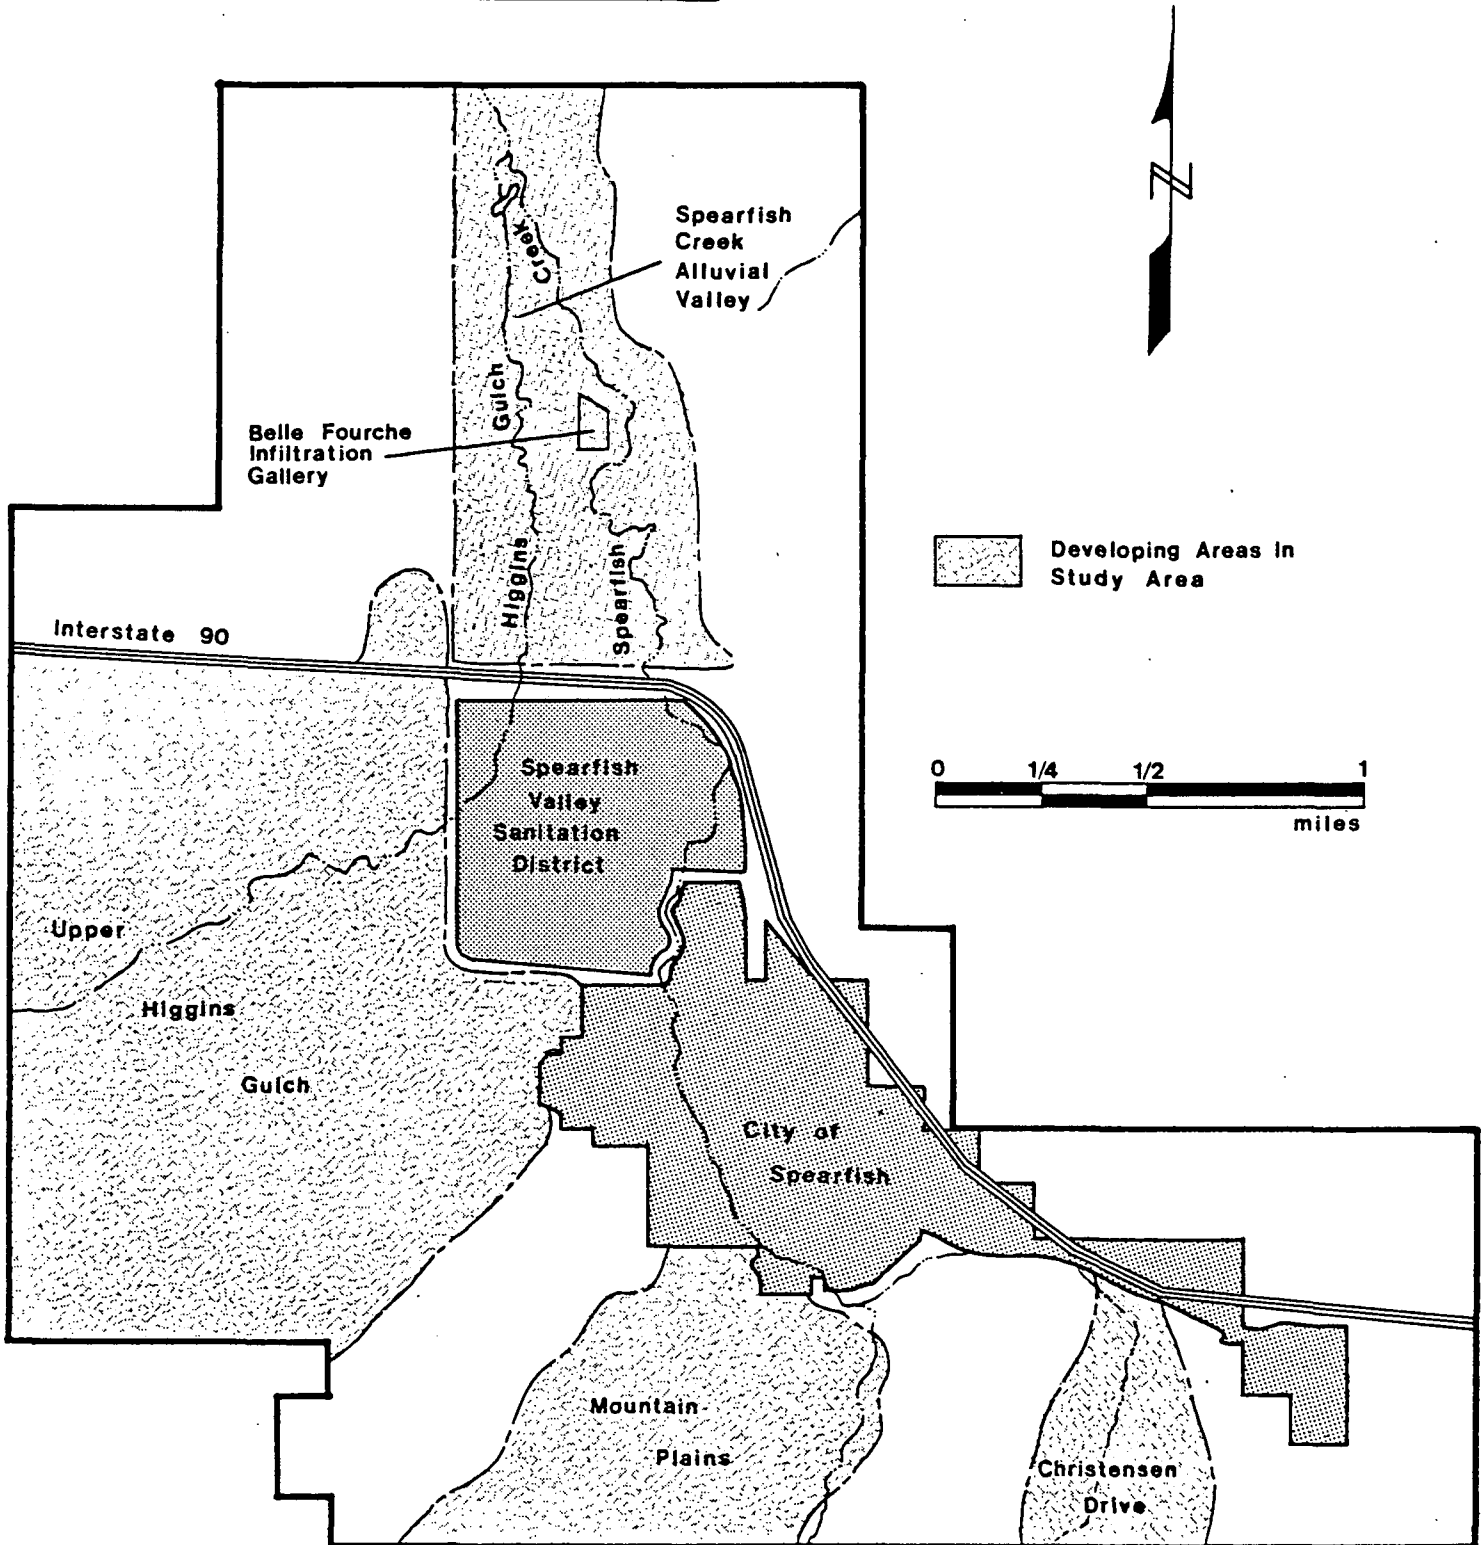 N
Spearfish
Creek
Alluvial
Valley
Creek
Gulch
Belle Fourche
Infiltration
Gallery
Higgins
Spearfish
Developing Areas In
Study Area
Interstate 90
0 1/4 1/2 1
miles
Spearfish
Valley
Sanitation
District
Upper
Higgins
Gulch
City of
Spearfish
Mountain
Plains
Christensen
Drive